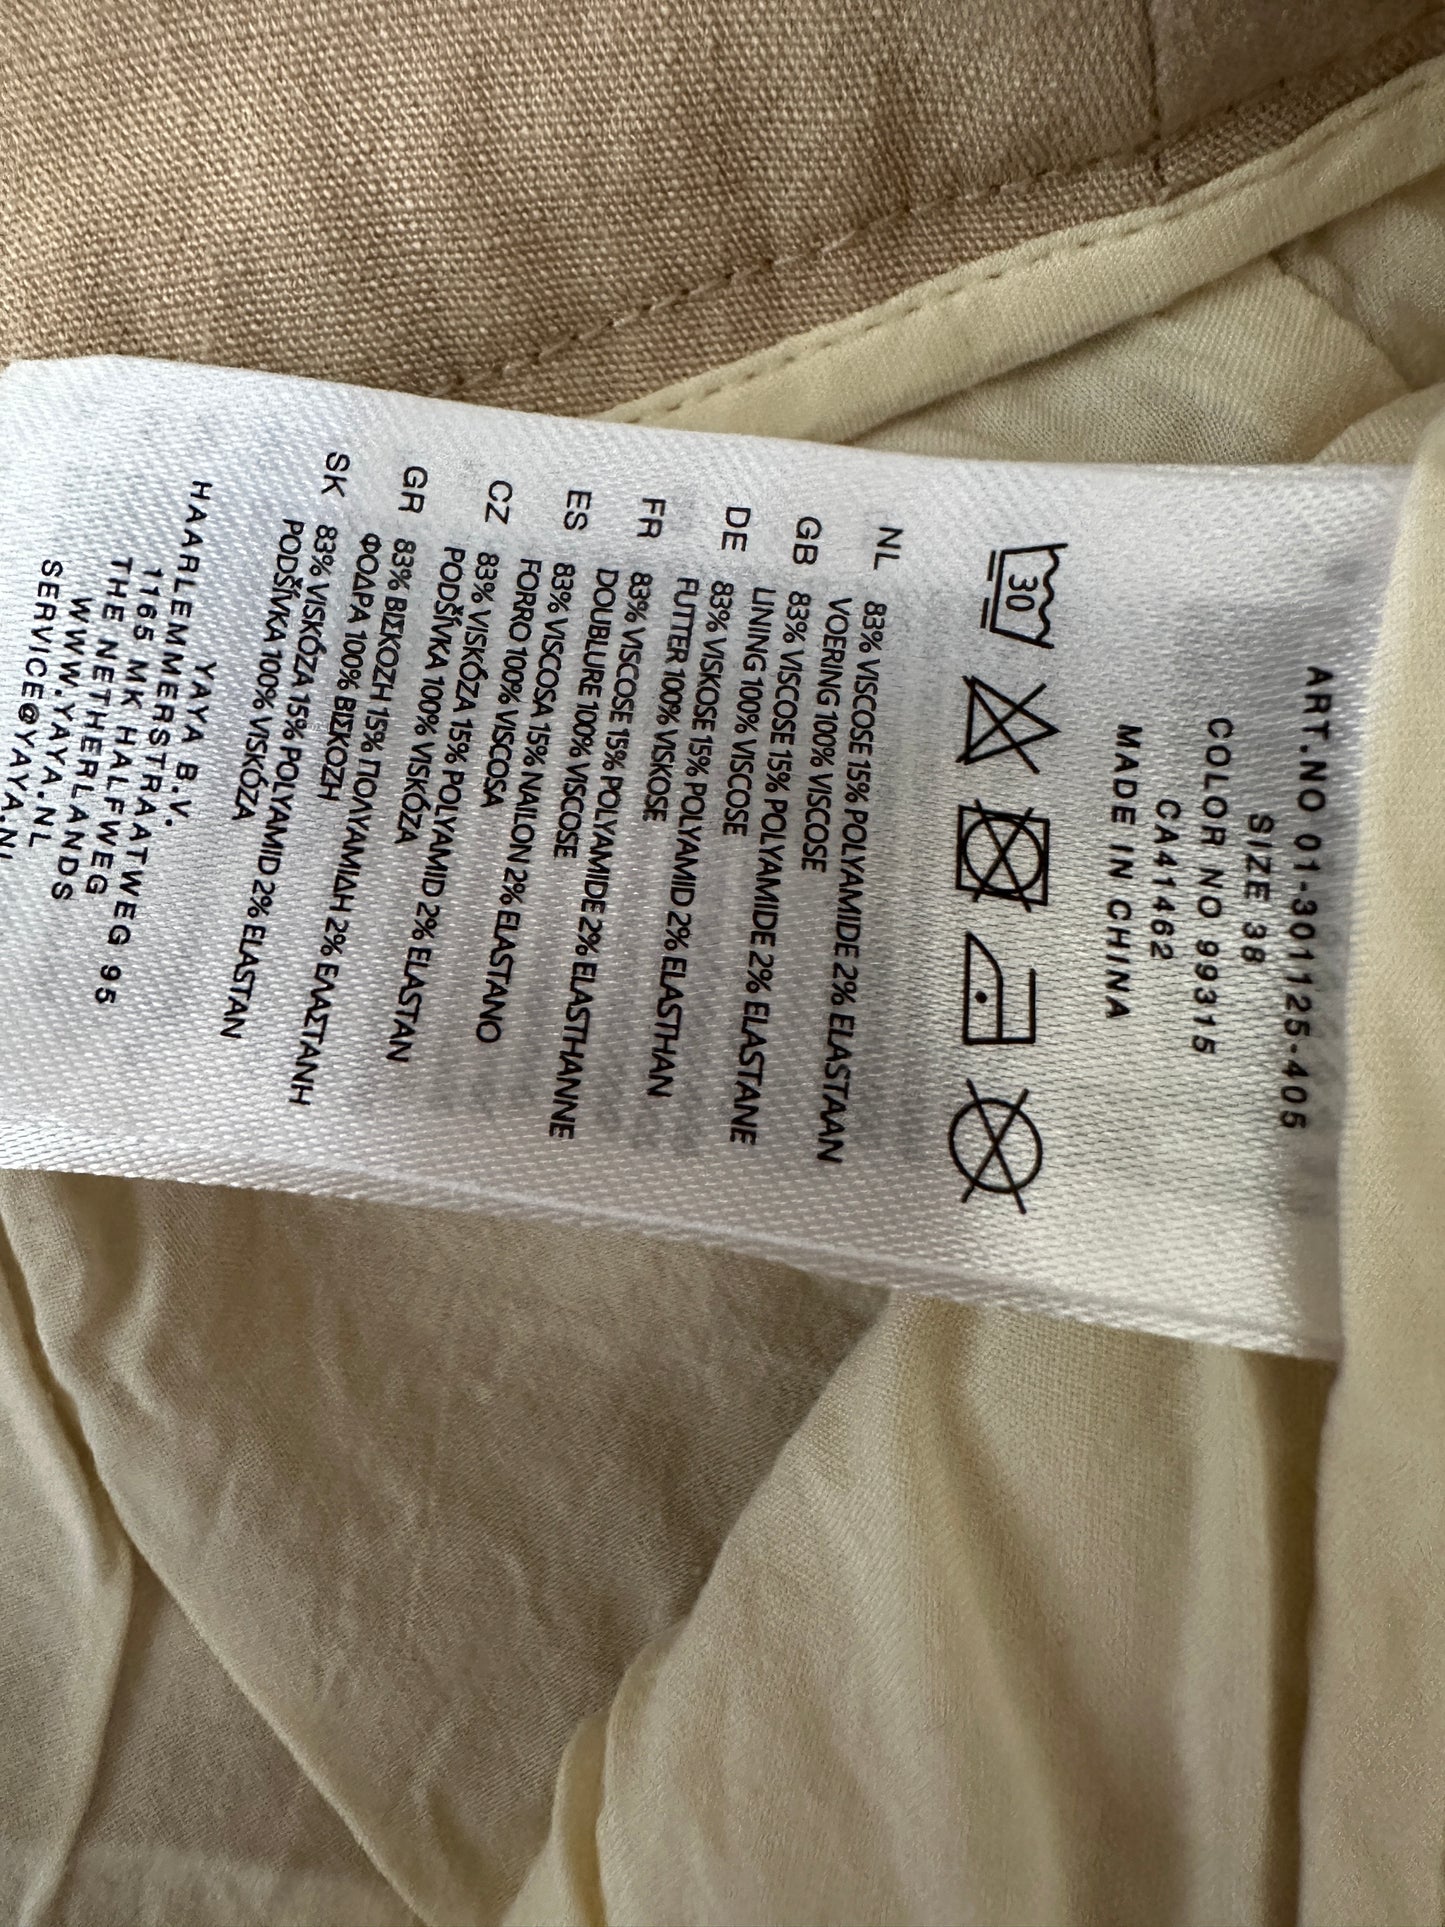 ART.NO 01-301125-405
SIZE 38
COLOR NO 99315
CA41462
MADE IN CHINA
30
NL 83% VISCOSE 15% POLYAMIDE 2% ELASTAAN
VOERING 100% VISCOSE
GB 83% VISCOSE 15% POLYAMIDE 2% ELASTANE
LINING 100% VISCOSE
DE 83% VISKOSE 15% POLYAMID 2% ELASTHAN
FUTTER 100% VISKOSE
FR 83% VISCOSE 15% POLYAMIDE 2% ELASTHANNE
DOUBLURE 100% VISCOSE
ES 83% VISCOSA 15% NAILON 2% ELASTANO
FORRO 100% VISCOSA
CZ 83% VISKÓZA 15% POLYAMID 2% ELASTAN
PODŠÍVKA 100% VISKÓZA
GR 83% ΒΙΣΚΟΖΗ 15% ΠΟΛΥΑΜΙΔΗ 2% ΕΛΑΣΤΑΝΗ
ΦΟΔΡΑ 100% ΒΙΣΚΟΖΗ
SK 83% VISKÓZA 15% POLYAMID 2% ELASTAN
PODŠÍVKA 100% VISKÓZA
YAYA B.V.
HAARLEMMERSTRAATWEG 95
1165 MK HALFWEG
THE NETHERLANDS
WWW.YAYA.NL
SERVICE@YAYA.NL